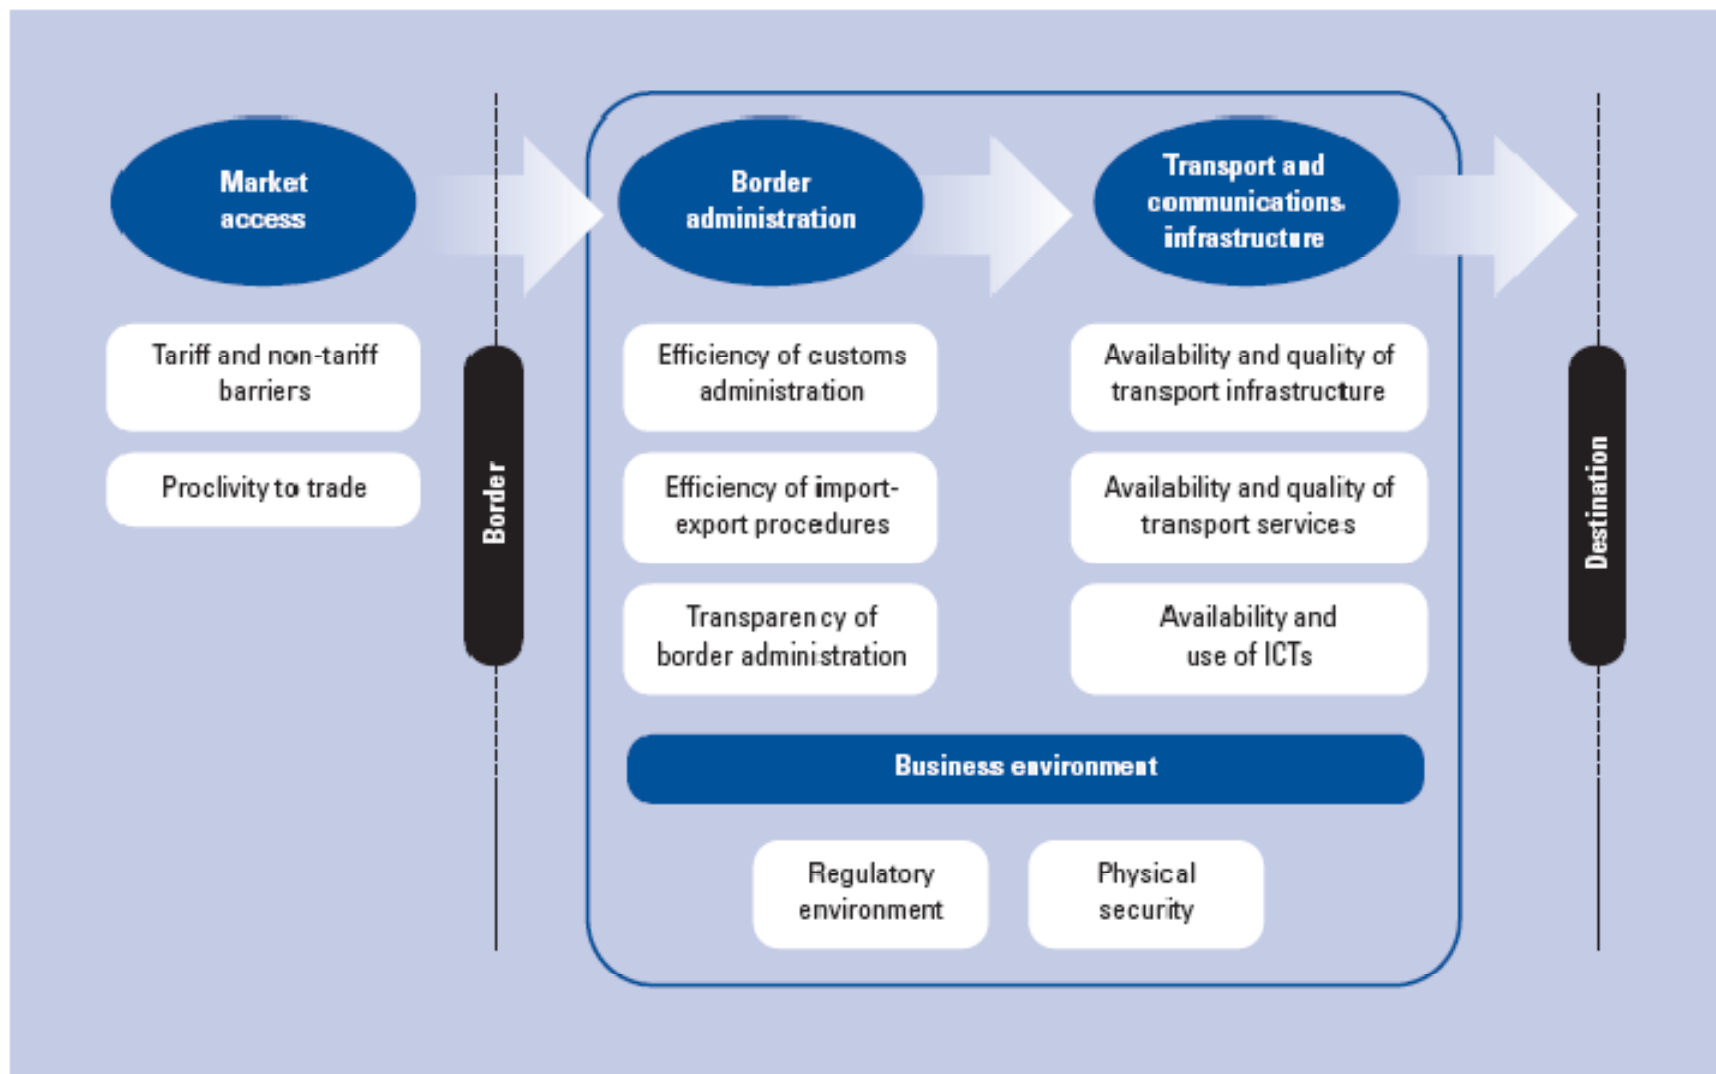 Market
access
Tariff and non-tariff
barriers
Proclivity to trade
Border
Border
administration
Efficiency of customs
administration
Efficiency of import-
export procedures
Transparency of
border administration
Transport and
communications
infrastructure
Availability and quality of
transport infrastructure
Availability and quality of
transport services
Availability and
use of ICTs
Business environment
Regulatory
environment
Physical
security
Destination